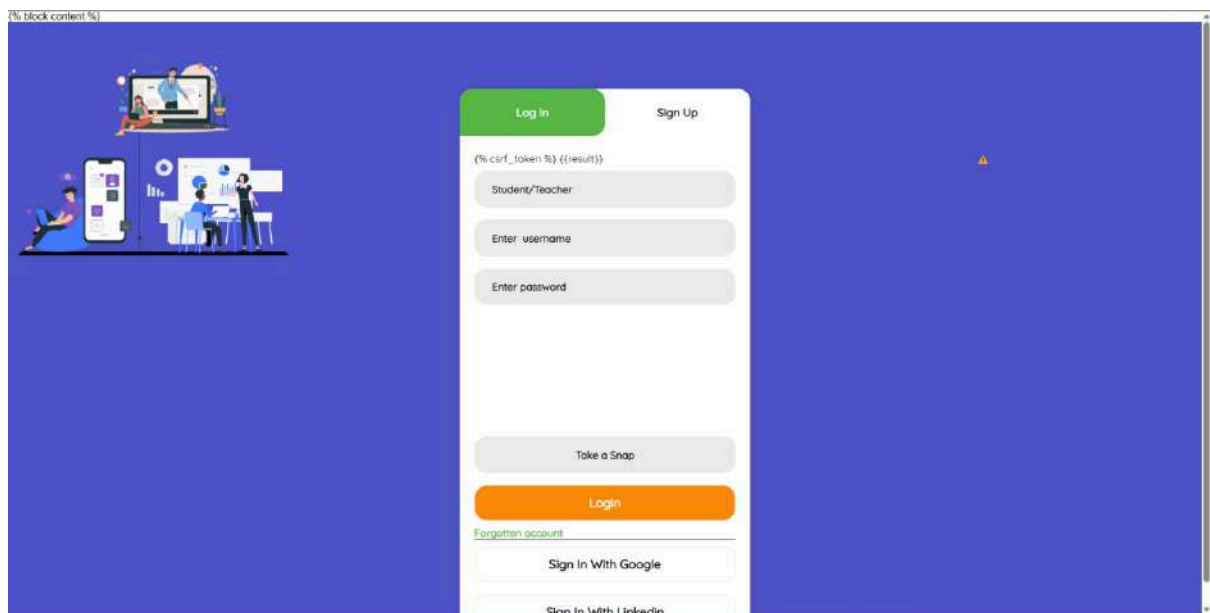 {% block content %}
Log In
Sign Up
{% csrf_token %} {{result}}
Student/Teacher
Enter username
Enter password
Take a Snap
Login
Forgotten account
Sign In With Google
Sign In With Linkedin